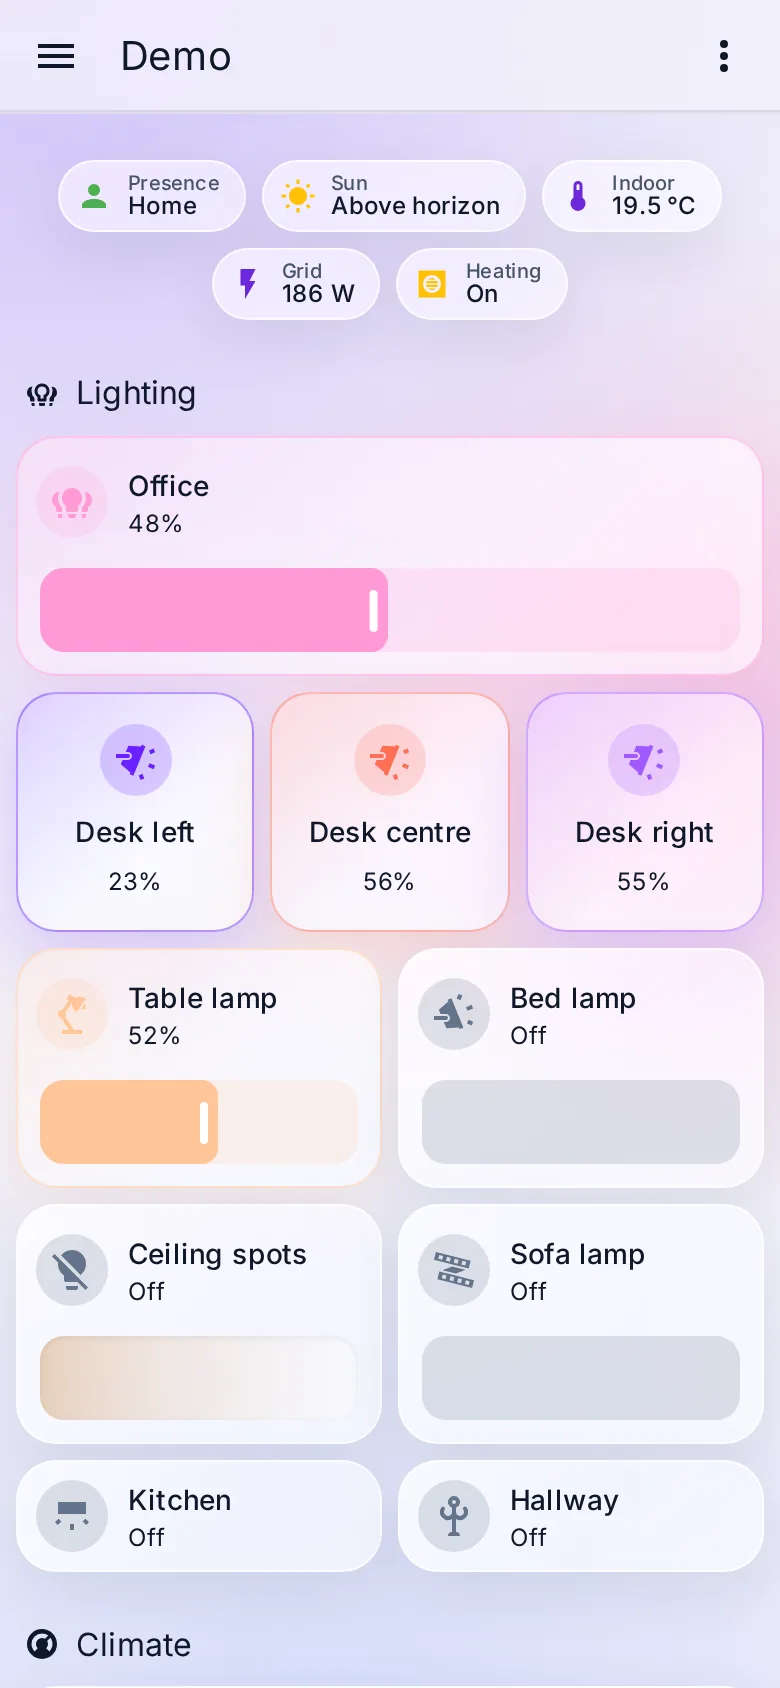 Demo
Presence
Home
Sun
Above horizon
Indoor
19.5 °C
Grid
186 W
Heating
On
Lighting
Office
48%
Desk left
23%
Desk centre
56%
Desk right
55%
Table lamp
52%
Bed lamp
Off
Ceiling spots
Off
Sofa lamp
Off
Kitchen
Off
Hallway
Off
Climate